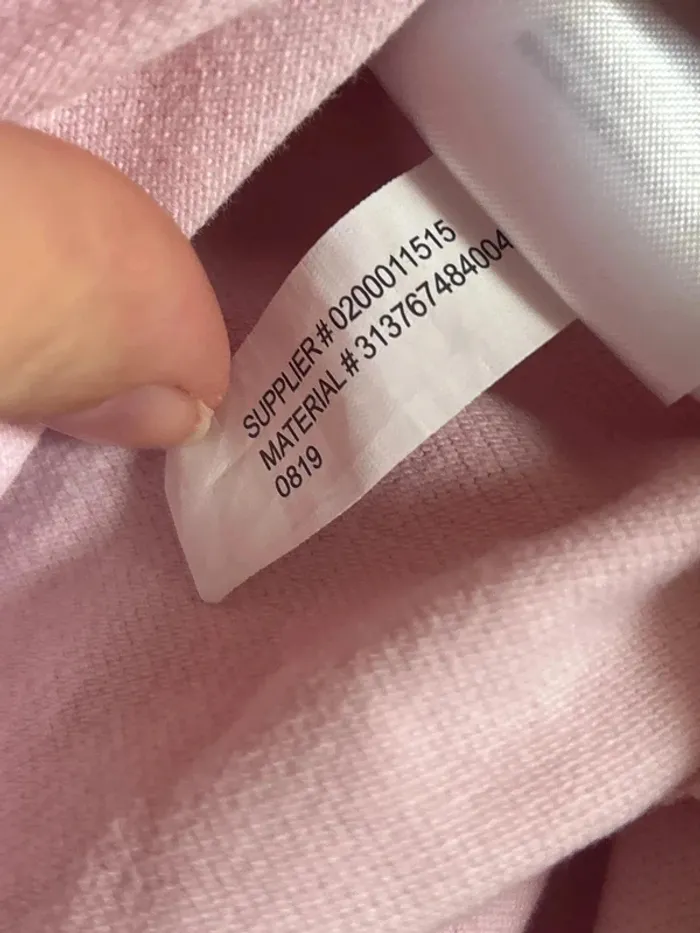 SUPPLIER # 0200011515
MATERIAL # 313767484004
0819